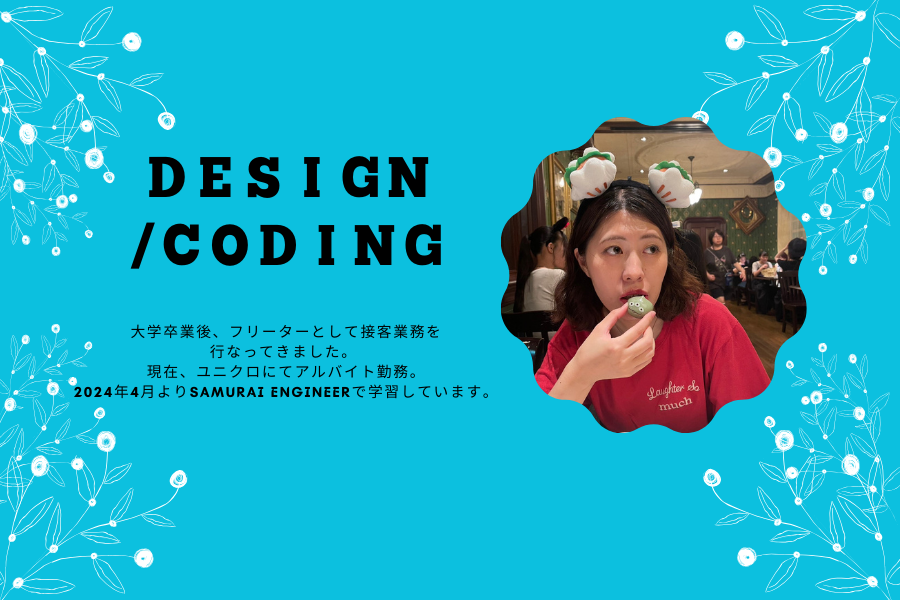 DESIGN
/CODING
大学卒業後、フリーターとして接客業務を
行なってきました。
現在、ユニクロにてアルバイト勤務。
2024年4月よりSAMURAI ENGINEERで学習しています。
Laughter is
much